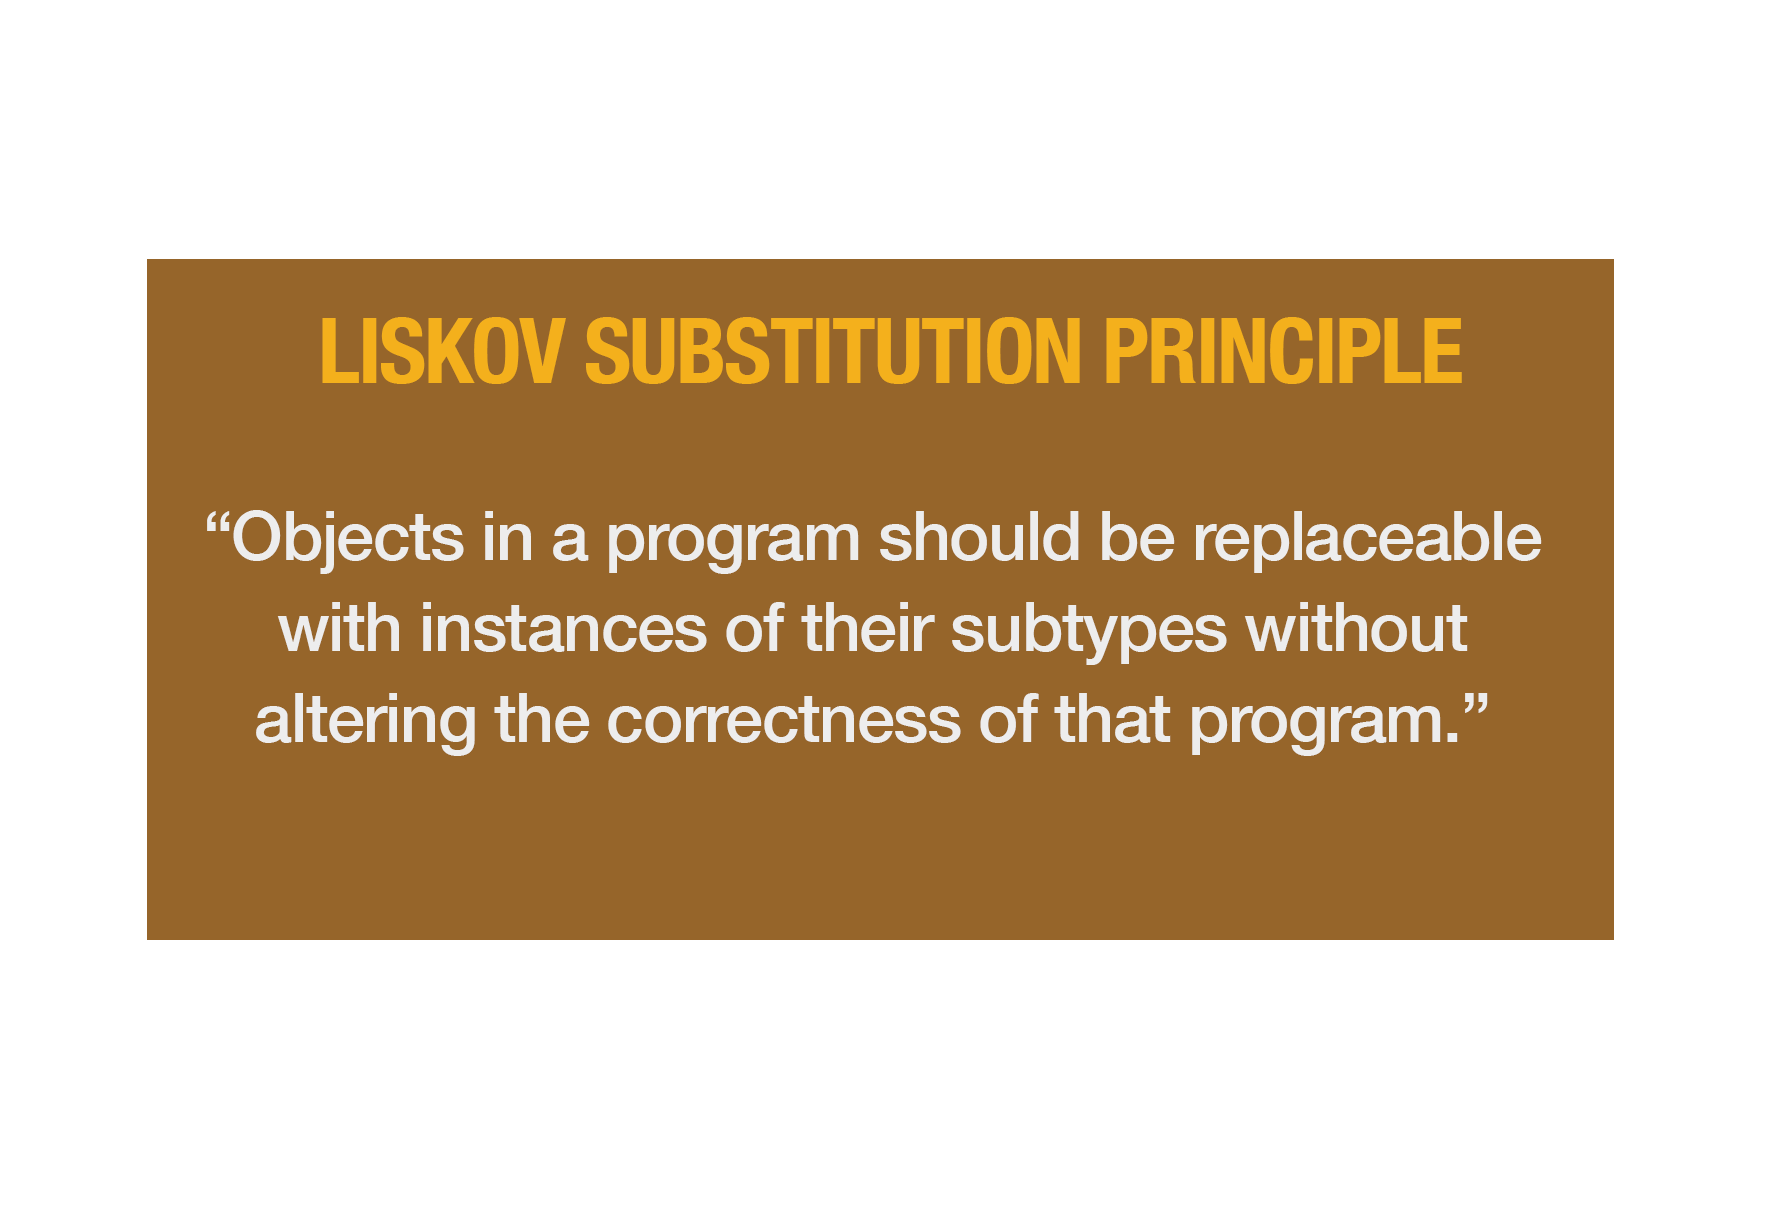 LISKOV SUBSTITUTION PRINCIPLE
“Objects in a program should be replaceable
with instances of their subtypes without
altering the correctness of that program.”